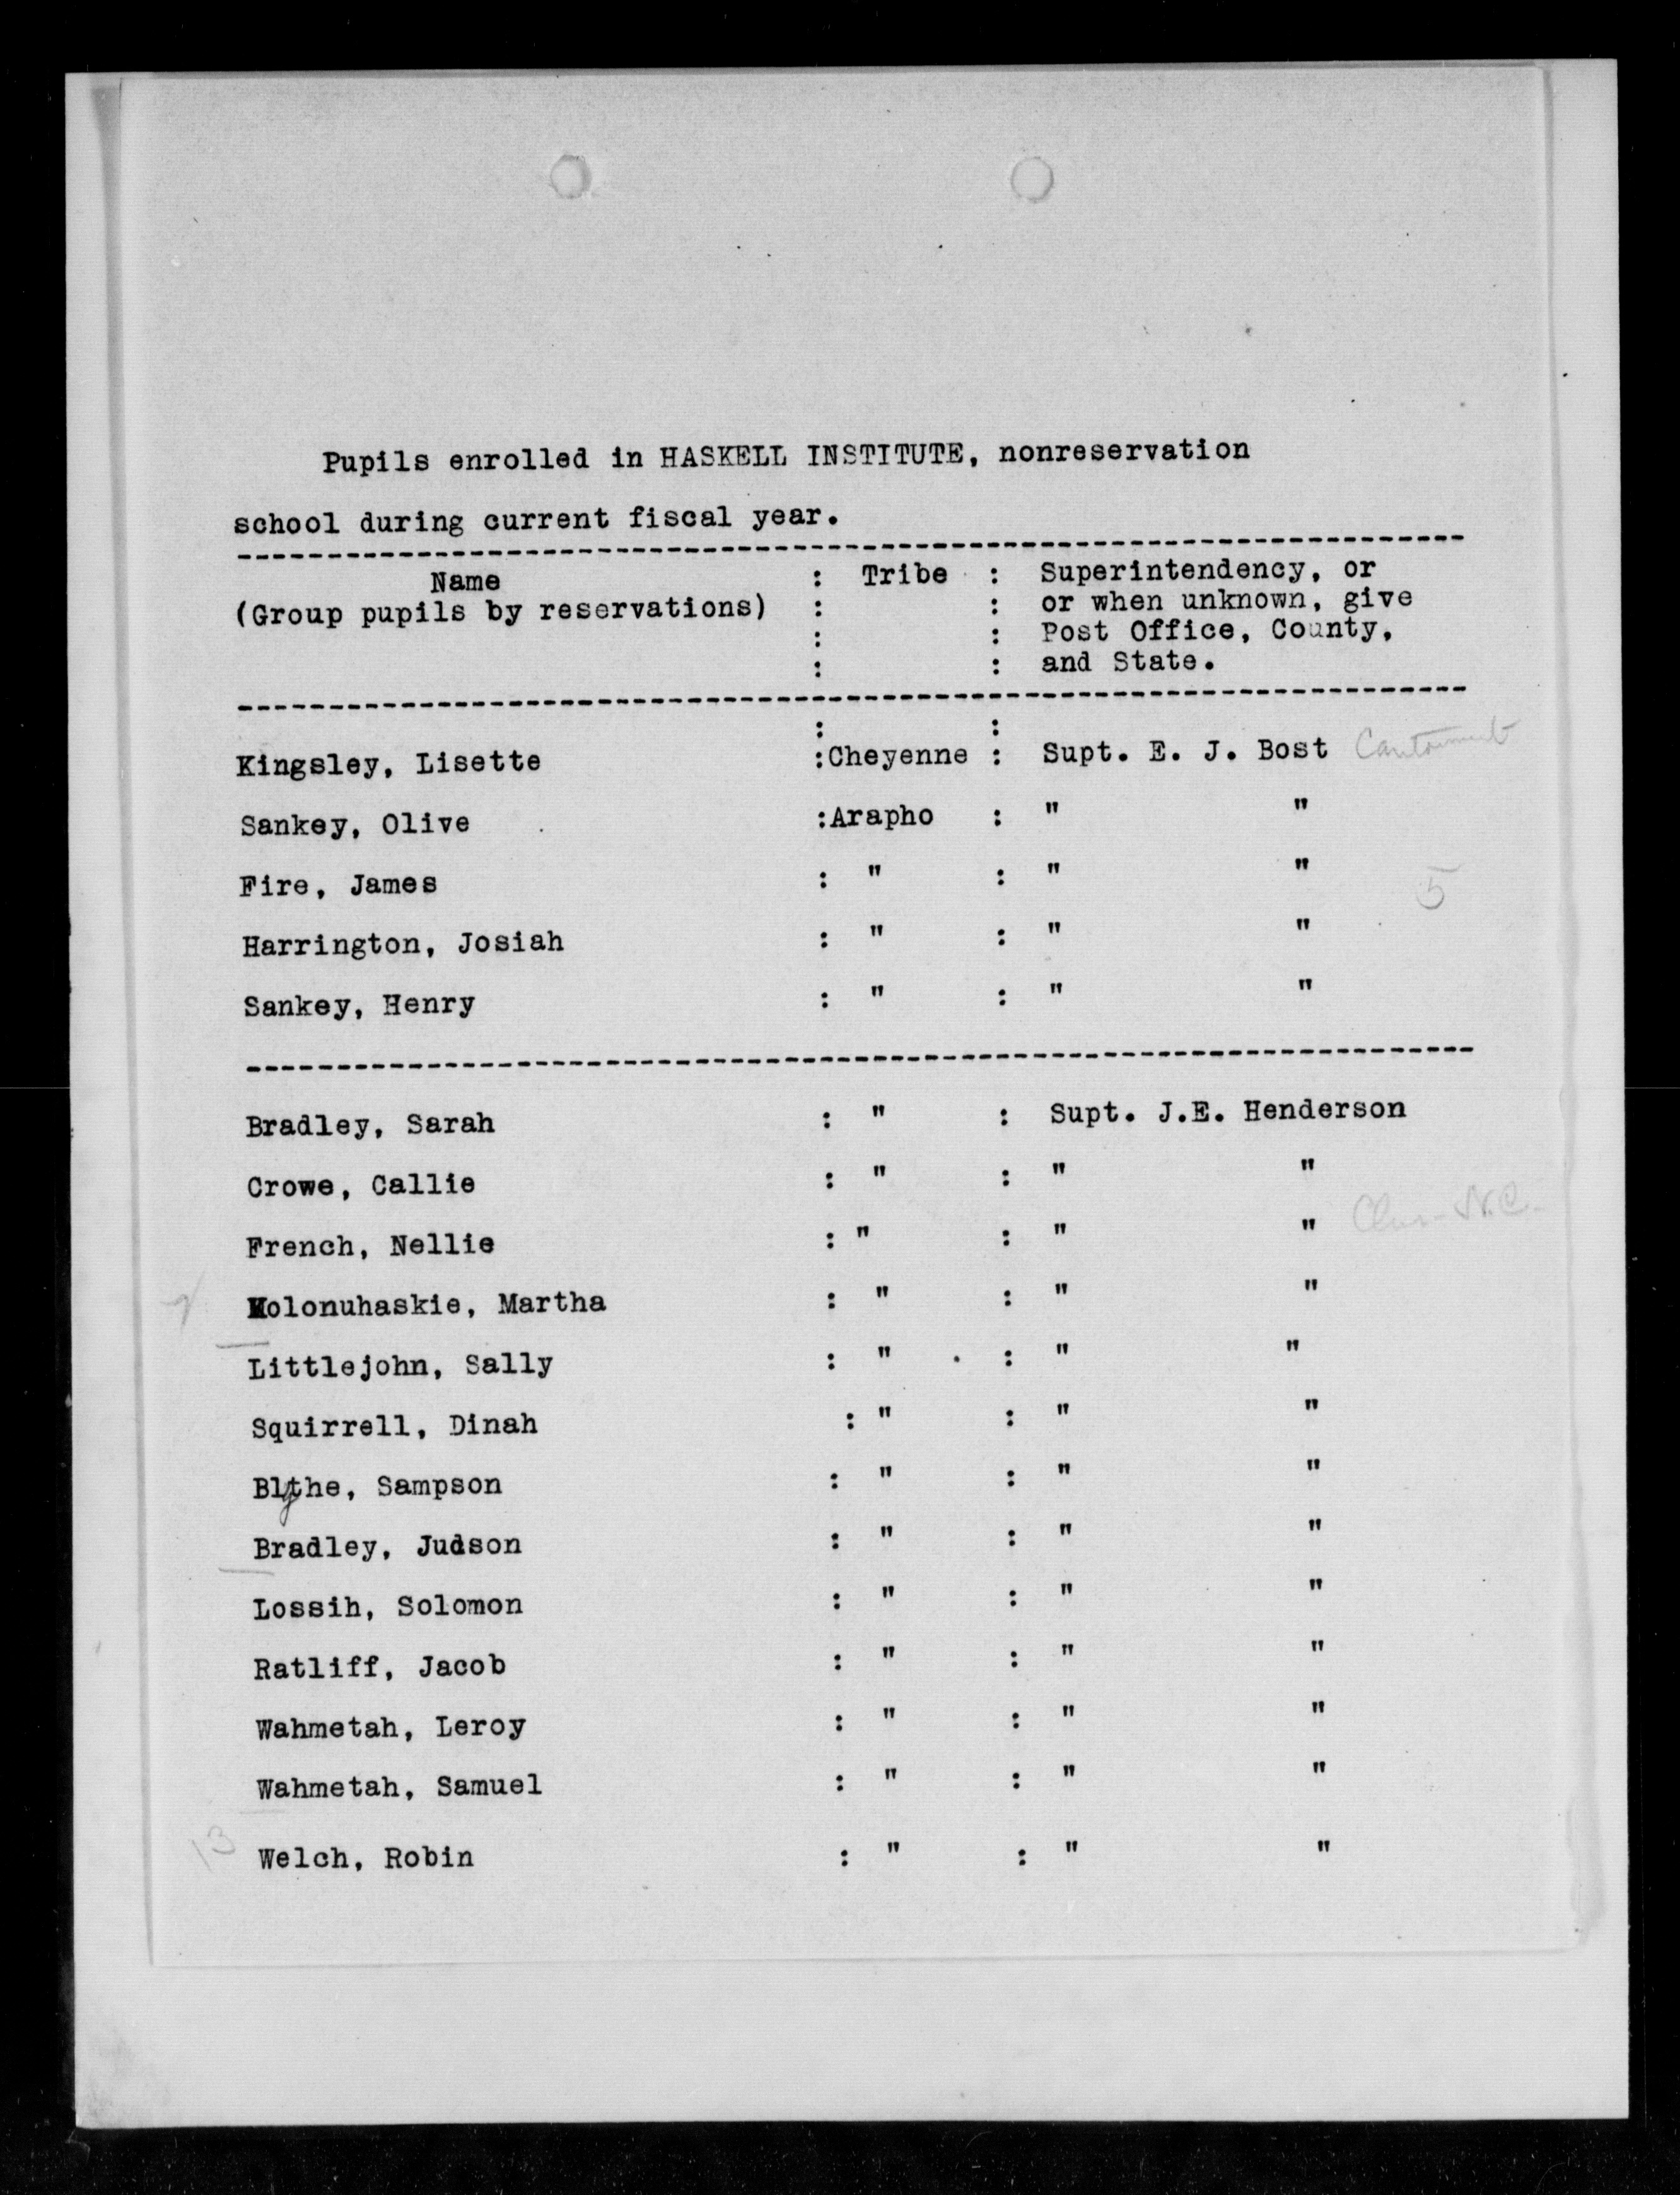 Pupils enrolled in HASKELL INSTITUTE, nonreservation
school during current fiscal year.
--------------------------------------------------------------------
Name : Tribe : Superintendency, or
(Group pupils by reservations) : : or when unknown, give
: : Post Office, County,
: : and State.
--------------------------------------------------------------------
: :
Kingsley, Lisette :Cheyenne : Supt. E. J. Bost Cantonment
Sankey, Olive :Arapho : " "
Fire, James : " : " " 5
Harrington, Josiah : " : " "
Sankey, Henry : " : " "
--------------------------------------------------------------------
Bradley, Sarah : " : Supt. J.E. Henderson
Crowe, Callie : " : " "
French, Nellie : " : " " N.C.
Kolonuhaskie, Martha : " : " "
Littlejohn, Sally : " : " "
Squirrell, Dinah : " : " "
Blythe, Sampson : " : " "
Bradley, Judson : " : " "
Lossih, Solomon : " : " "
Ratliff, Jacob : " : " "
Wahmetah, Leroy : " : " "
Wahmetah, Samuel : " : " "
13 Welch, Robin : " : " "